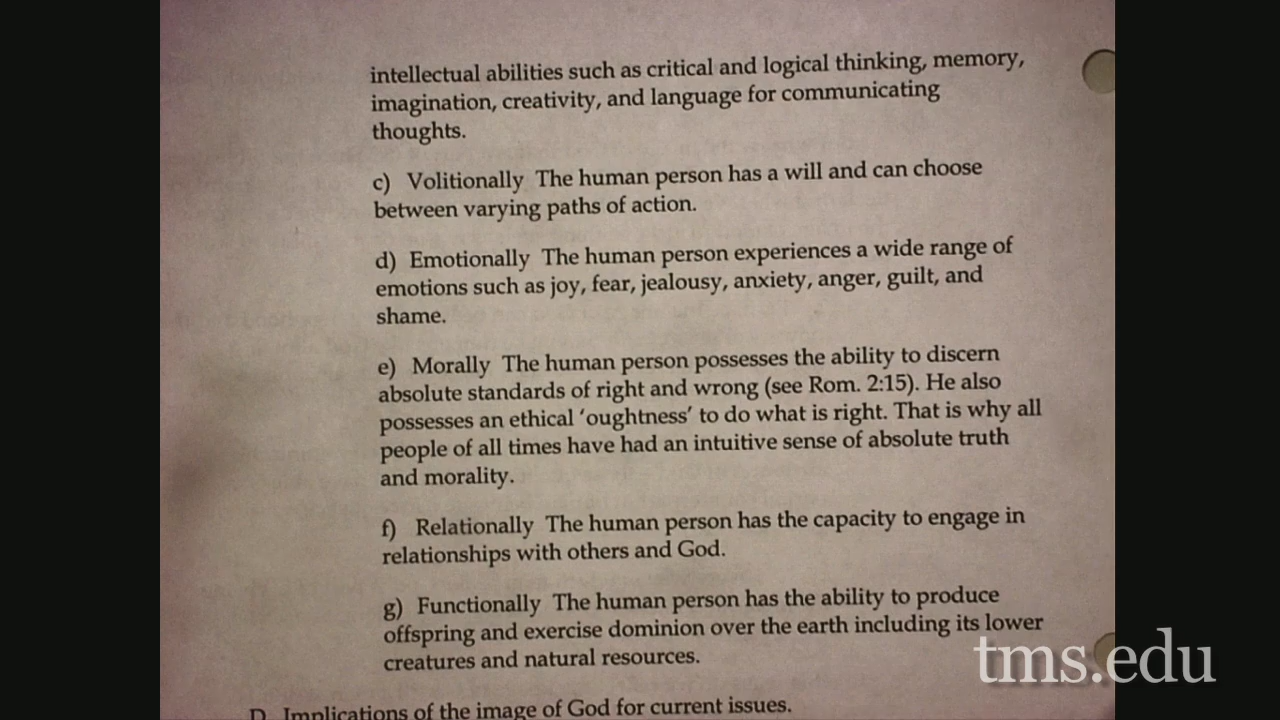 intellectual abilities such as critical and logical thinking, memory,
imagination, creativity, and language for communicating
thoughts.
c) Volitionally The human person has a will and can choose
between varying paths of action.
d) Emotionally The human person experiences a wide range of
emotions such as joy, fear, jealousy, anxiety, anger, guilt, and
shame.
e) Morally The human person possesses the ability to discern
absolute standards of right and wrong (see Rom. 2:15). He also
possesses an ethical ‘oughtness’ to do what is right. That is why all
people of all times have had an intuitive sense of absolute truth
and morality.
f) Relationally The human person has the capacity to engage in
relationships with others and God.
g) Functionally The human person has the ability to produce
offspring and exercise dominion over the earth including its lower
creatures and natural resources.
D. Implications of the image of God for current issues.
tms.edu